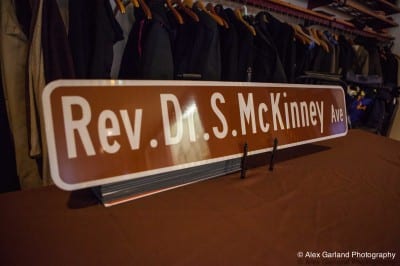 Rev.Dr.S.McKinney Ave
© Alex Garland Photography